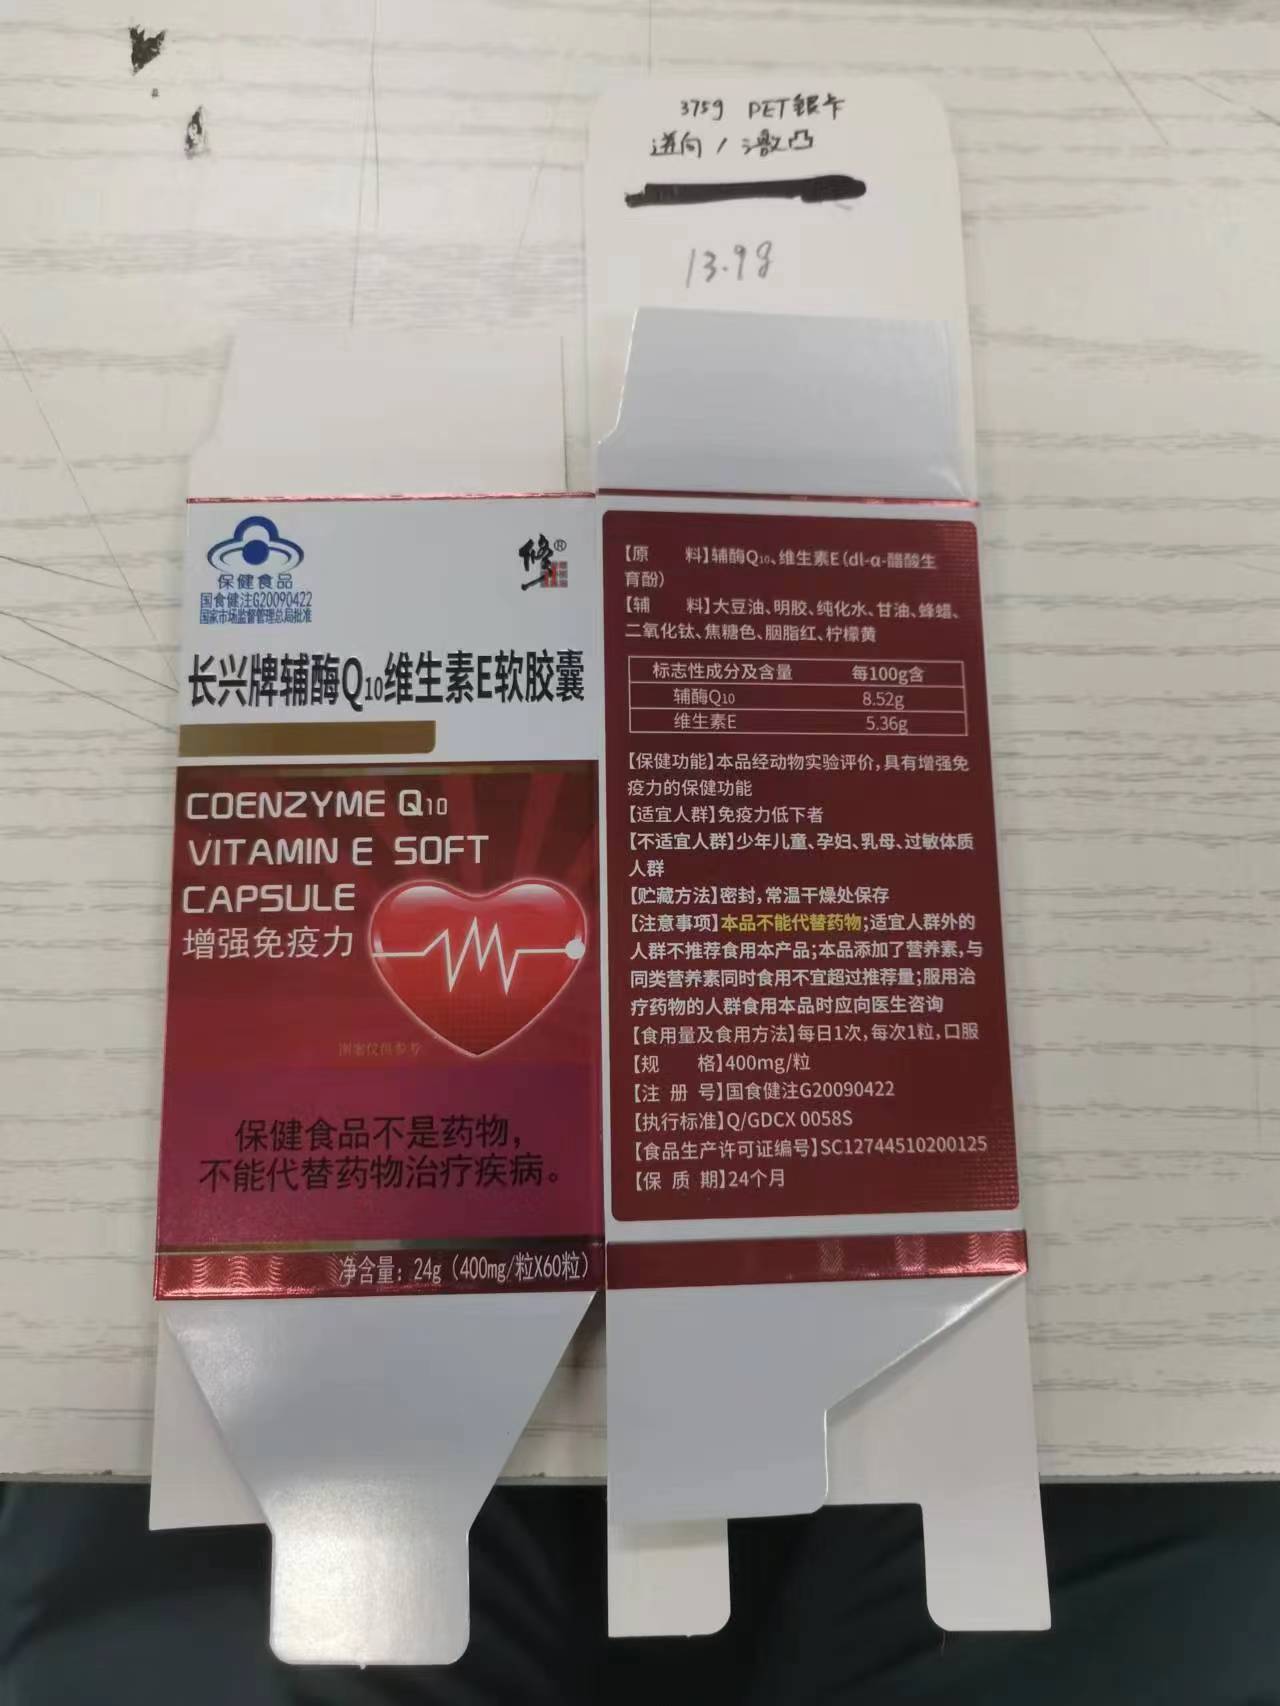 375g PET银卡
逆向/激凸
13.9g
保健食品
国食健注G20090422
国家市场监督管理总局批准
修
®
长兴牌辅酶Q10维生素E软胶囊
COENZYME Q10
VITAMIN E SOFT
CAPSULE
增强免疫力
图案仅供参考
保健食品不是药物，
不能代替药物治疗疾病。
净含量：24g（400mg/粒X60粒）
【原 料】辅酶Q10、维生素E（dl-α-醋酸生
育酚）
【辅 料】大豆油、明胶、纯化水、甘油、蜂蜡、
二氧化钛、焦糖色、胭脂红、柠檬黄
标志性成分及含量 每100g含
辅酶Q10 8.52g
维生素E 5.36g
【保健功能】本品经动物实验评价，具有增强免
疫力的保健功能
【适宜人群】免疫力低下者
【不适宜人群】少年儿童、孕妇、乳母、过敏体质
人群
【贮藏方法】密封，常温干燥处保存
【注意事项】本品不能代替药物；适宜人群外的
人群不推荐食用本产品；本品添加了营养素，与
同类营养素同时食用不宜超过推荐量；服用治
疗药物的人群食用本品时应向医生咨询
【食用量及食用方法】每日1次，每次1粒，口服
【规 格】400mg/粒
【注 册 号】国食健注G20090422
【执行标准】Q/GDCX 0058S
【食品生产许可证编号】SC12744510200125
【保 质 期】24个月